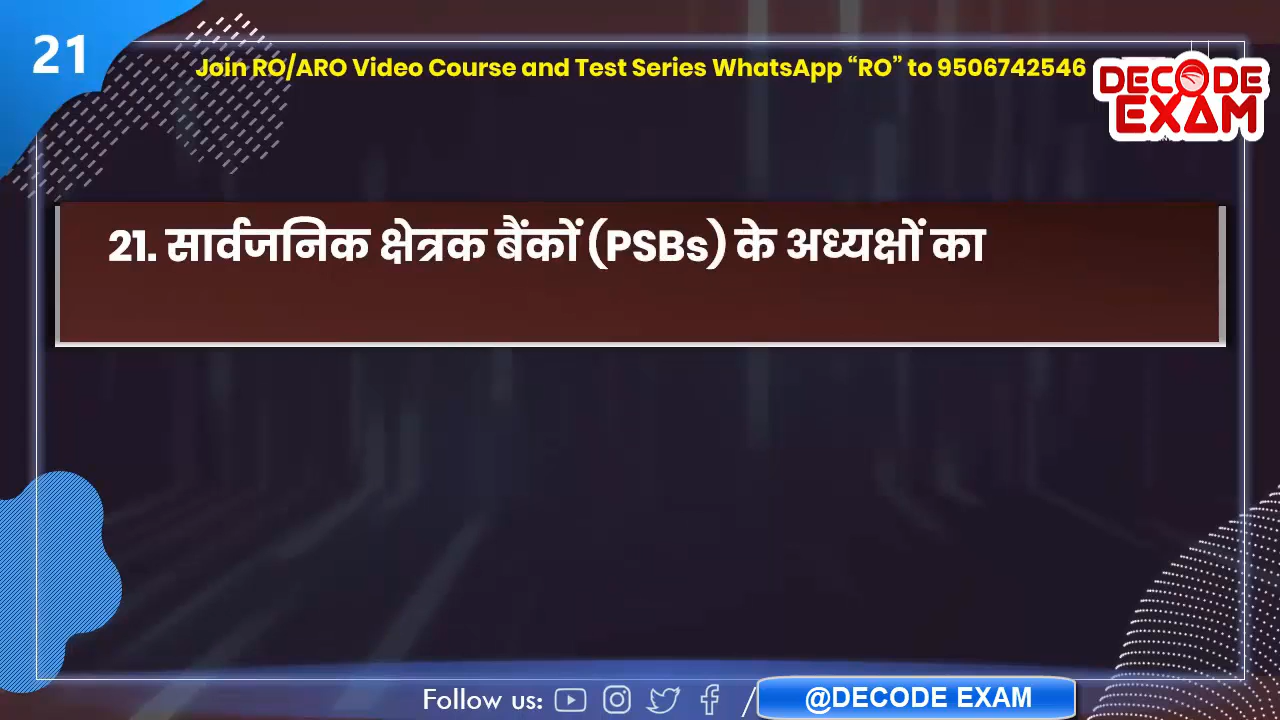 21
Join RO/ARO Video Course and Test Series WhatsApp “RO” to 9506742546
DECODE
EXAM
21. सार्वजनिक क्षेत्रक बैंकों (PSBs) के अध्यक्षों का
Follow us: / @DECODE EXAM